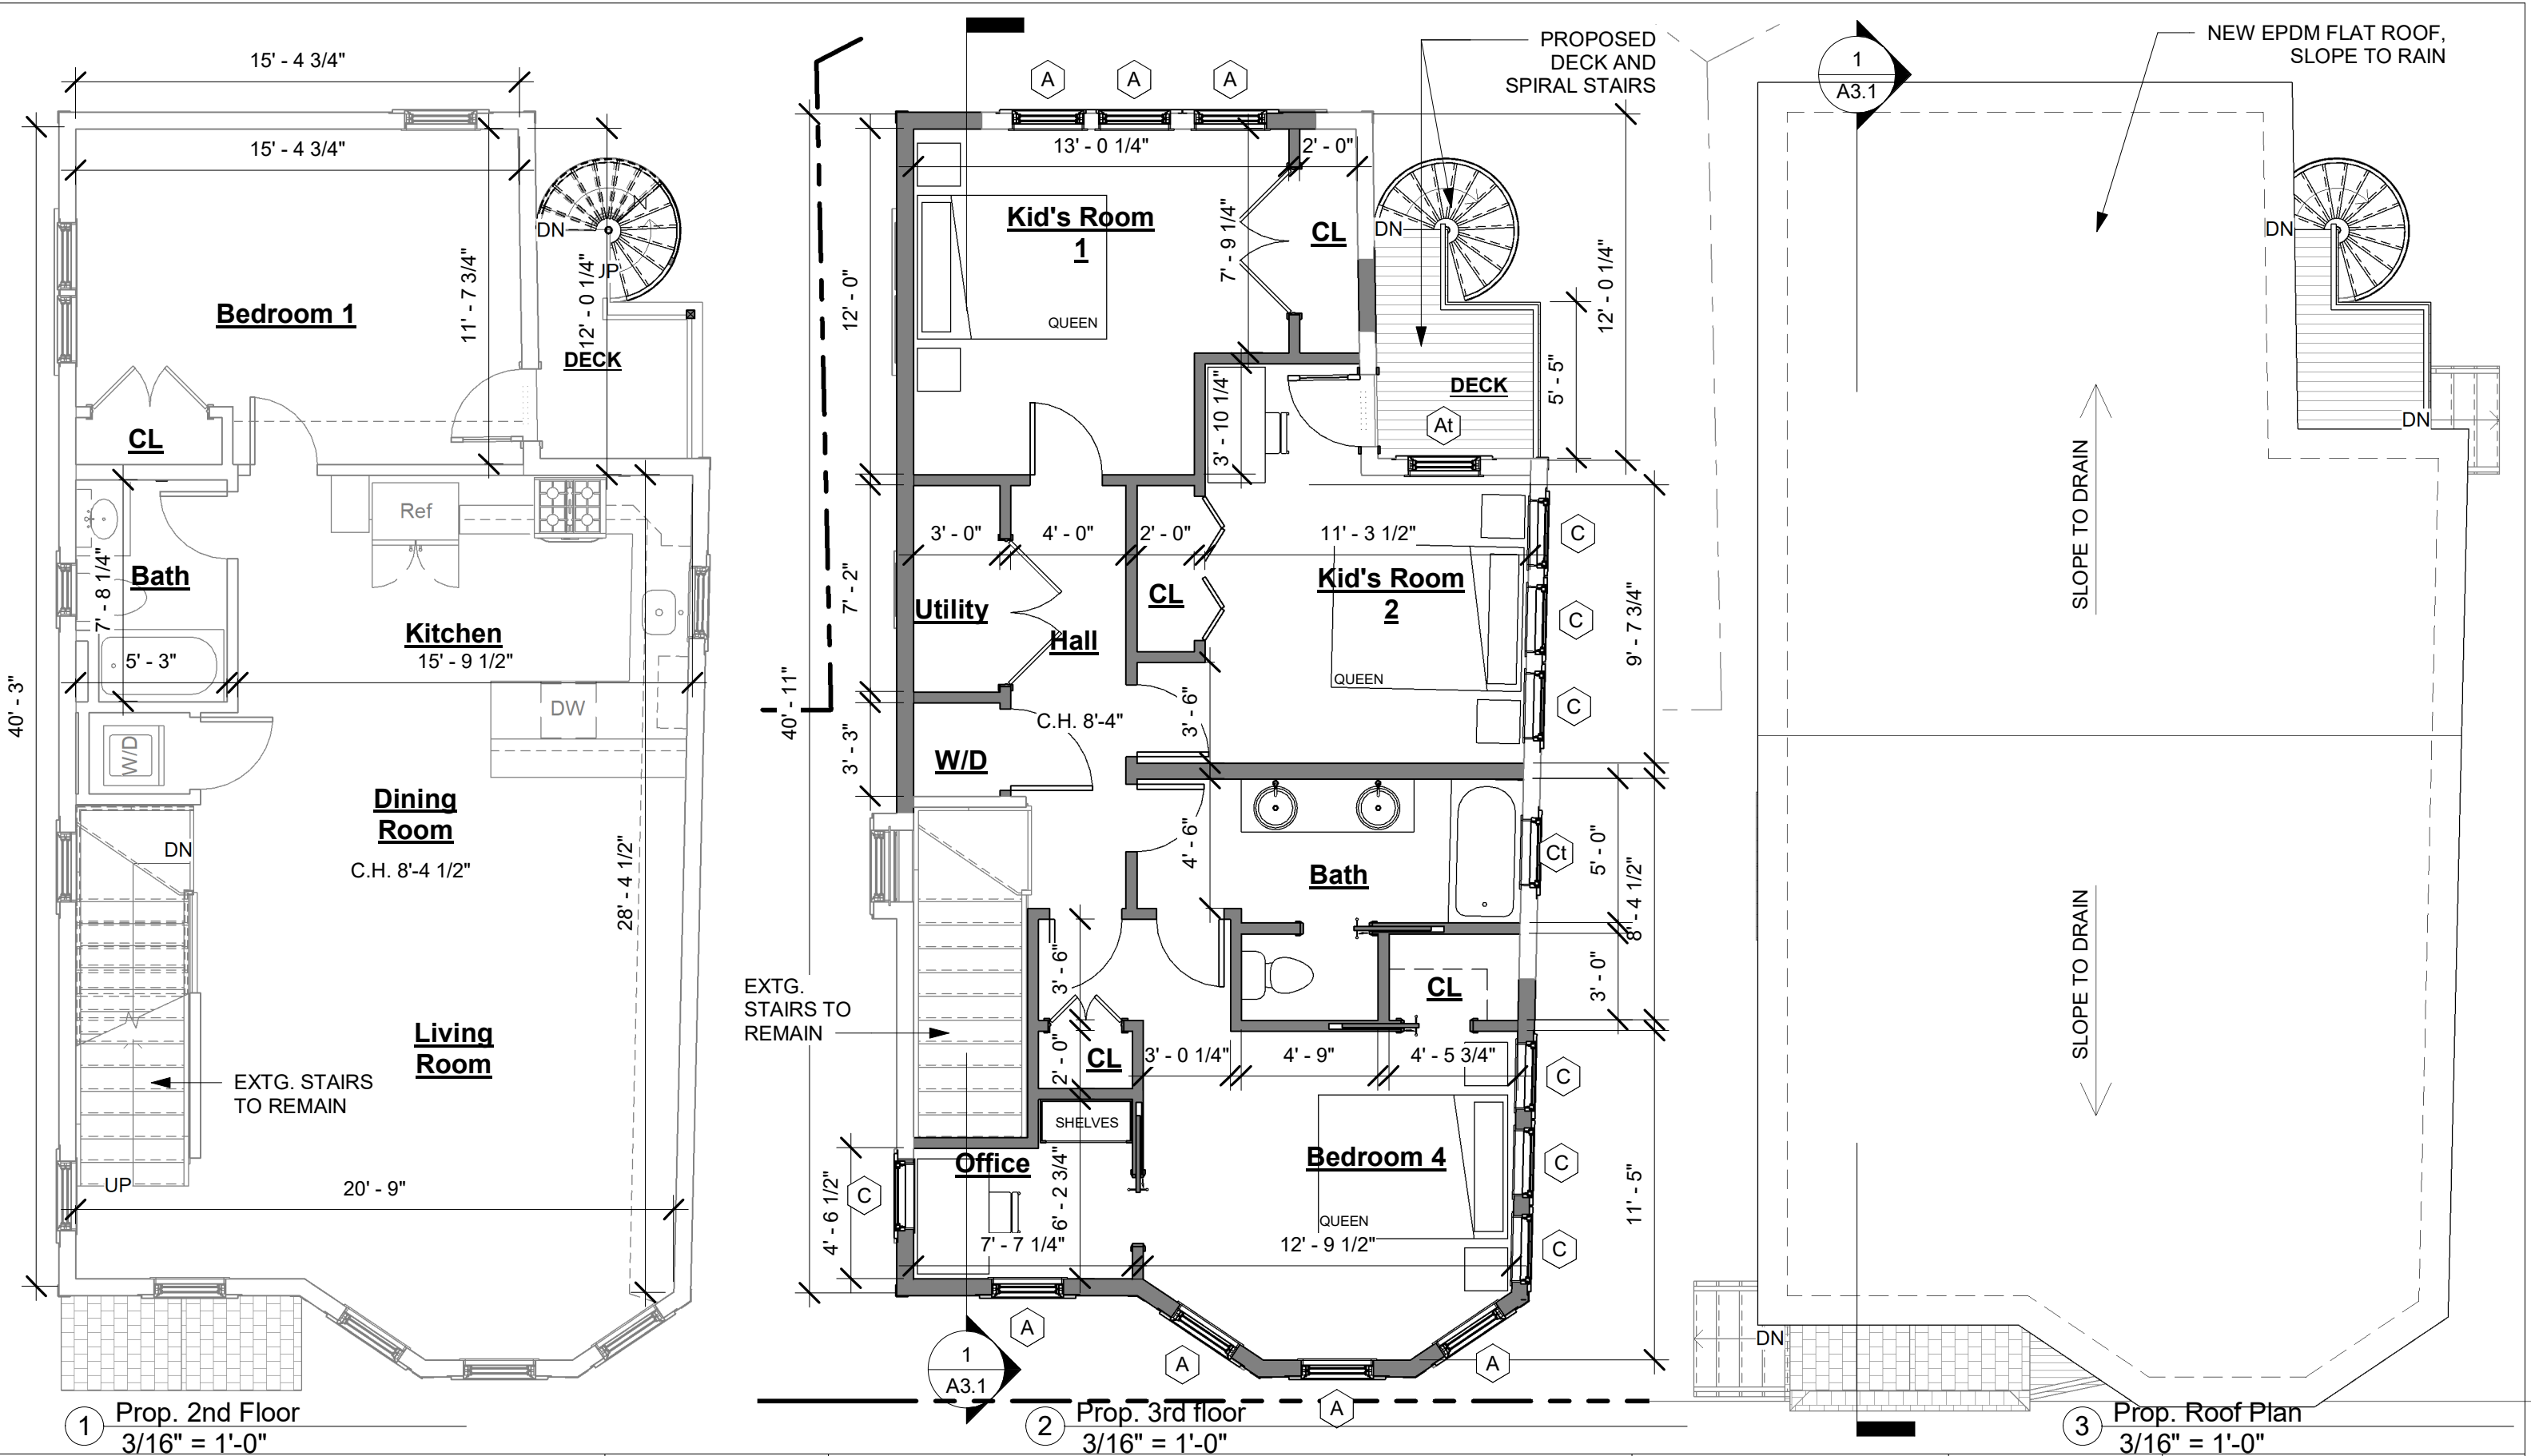 15' - 4 3/4"
15' - 4 3/4"
DN
UP
11' - 7 3/4"
12' - 0 1/4"
Bedroom 1
DECK
CL
40' - 3"
Ref
7' - 8 1/4"
Bath
Kitchen
5' - 3"
15' - 9 1/2"
DW
W/D
Dining
Room
C.H. 8'-4 1/2"
DN
28' - 4 1/2"
Living
Room
EXTG. STAIRS
TO REMAIN
UP
20' - 9"
1
Prop. 2nd Floor
3/16" = 1'-0"
PROPOSED
DECK AND
SPIRAL STAIRS
A
A
A
13' - 0 1/4"
2' - 0"
Kid's Room
1
7' - 9 1/4"
CL
DN
12' - 0"
12' - 0 1/4"
QUEEN
5' - 5"
DECK
3' - 10 1/4"
At
3' - 0"
4' - 0"
2' - 0"
11' - 3 1/2"
C
7' - 2"
Utility
CL
Kid's Room
2
C
9' - 7 3/4"
Hall
QUEEN
C
40' - 11"
C.H. 8'-4"
3' - 6"
3' - 3"
W/D
4' - 6"
5' - 0"
Ct
Bath
8' - 4 1/2"
EXTG.
STAIRS TO
REMAIN
3' - 6"
CL
3' - 0"
2' - 0"
CL
3' - 0 1/4"
4' - 9"
4' - 5 3/4"
C
SHELVES
Office
Bedroom 4
C
4' - 6 1/2"
C
6' - 2 3/4"
11' - 5"
QUEEN
7' - 7 1/4"
12' - 9 1/2"
C
A
1
A3.1
A
A
A
2
Prop. 3rd floor
3/16" = 1'-0"
1
A3.1
NEW EPDM FLAT ROOF,
SLOPE TO RAIN
DN
DN
SLOPE TO DRAIN
SLOPE TO DRAIN
DN
3
Prop. Roof Plan
3/16" = 1'-0"